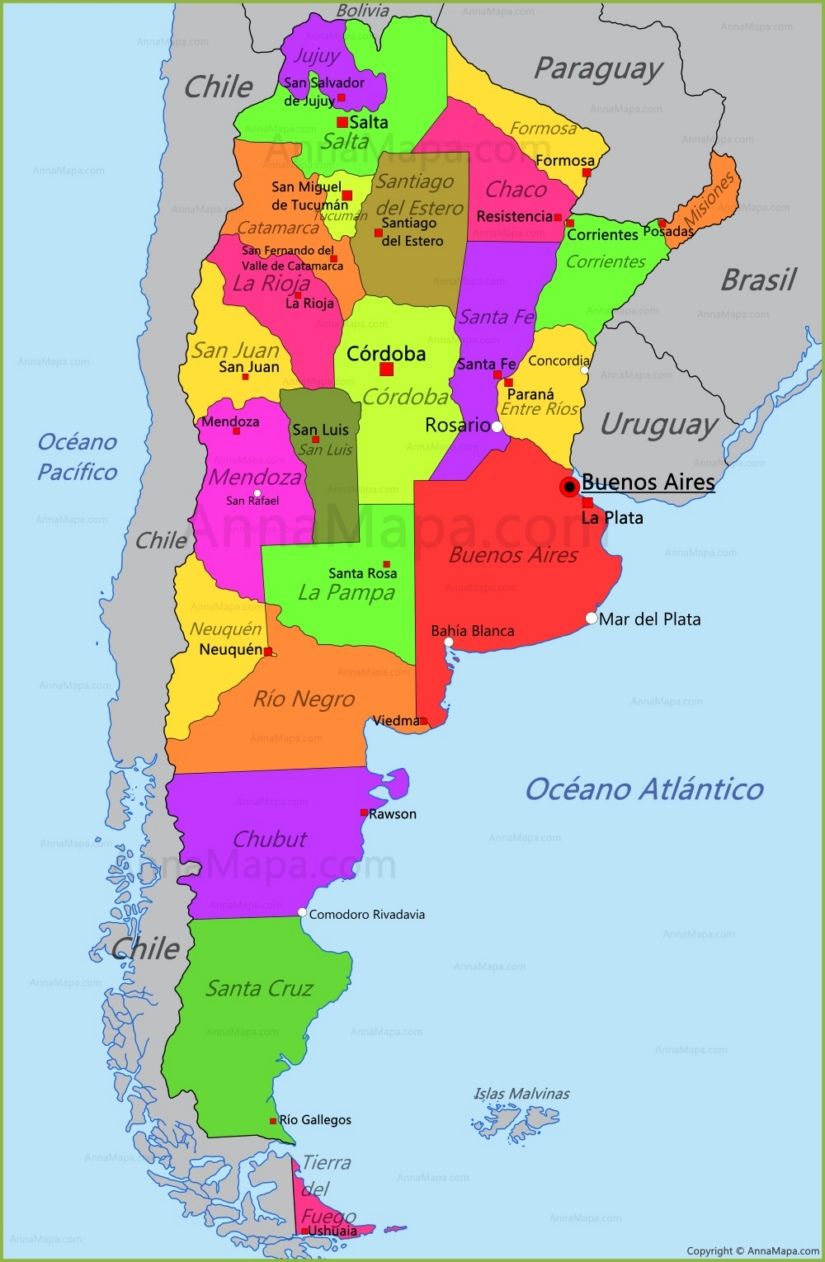 Bolivia
Jujuy
Chile
San Salvador
de Jujuy
Paraguay
Salta
Salta
Formosa
AnnaMapa.com
Formosa
San Miguel
de Tucumán
Tucumán
Santiago
del Estero
Santiago
del Estero
Chaco
Resistencia
Misiones
Posadas
Corrientes
Corrientes
Catamarca
San Fernando del
Valle de Catamarca
La Rioja
La Rioja
Brasil
Santa Fe
San Juan
San Juan
Córdoba
Córdoba
Santa Fe
Concordia
Paraná
Entre Ríos
Rosario
Uruguay
Océano
Pacífico
Mendoza
Mendoza
San Rafael
San Luis
San Luis
Buenos Aires
La Plata
AnnaMapa.com
Chile
Buenos Aires
Santa Rosa
La Pampa
Neuquén
Neuquén
Bahía Blanca
Mar del Plata
Río Negro
Viedma
Océano Atlántico
Rawson
Chubut
AnnaMapa.com
Comodoro Rivadavia
Chile
Santa Cruz
Islas Malvinas
Río Gallegos
Tierra
del
Fuego
Ushuaia
Copyright © AnnaMapa.com